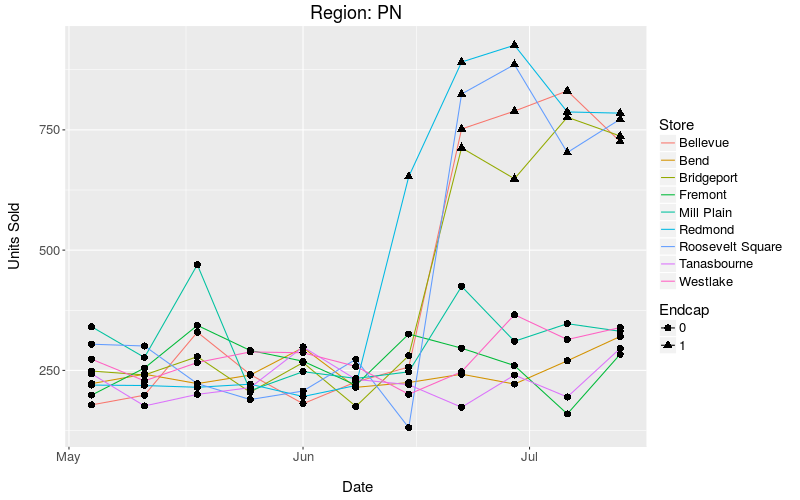 Region: PN
Units Sold
750
500
250
May
Jun
Jul
Date
Store
Bellevue
Bend
Bridgeport
Fremont
Mill Plain
Redmond
Roosevelt Square
Tanasbourne
Westlake
Endcap
0
1